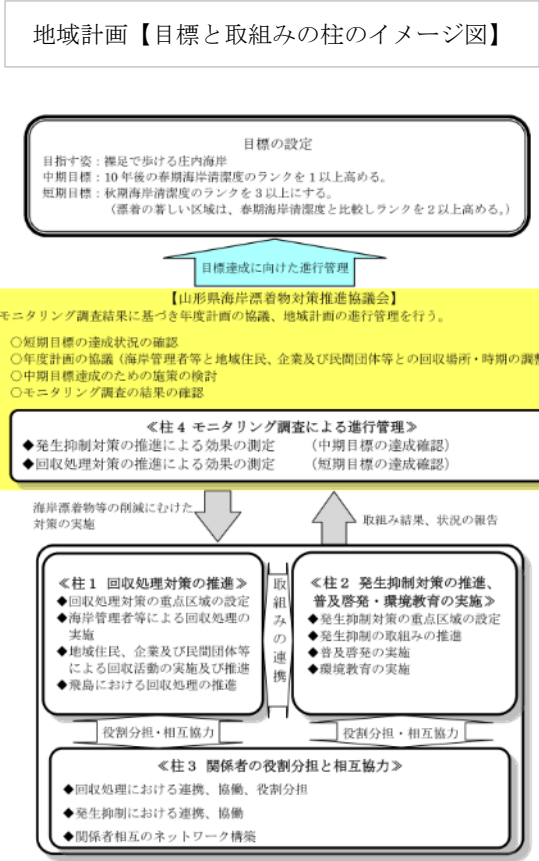 地域計画【目標と取組みの柱のイメージ図】
目標の設定
目指す姿：裸足で歩ける庄内海岸
中期目標：10年後の春期海岸清潔度のランクを1以上高める。
短期目標：秋期海岸清潔度のランクを3以上にする。
（漂着の著しい区域は、春期海岸清潔度と比較しランクを2以上高める。）
目標達成に向けた進行管理
【山形県海岸漂着物対策推進協議会】
モニタリング調査結果に基づき年度計画の協議、地域計画の進行管理を行う。
○短期目標の達成状況の確認
○年度計画の協議（海岸管理者等と地域住民、企業及び民間団体等との回収場所・時期の調整
○中期目標達成のための施策の検討
○モニタリング調査の結果の確認
≪柱4 モニタリング調査による進行管理≫
◆発生抑制対策の推進による効果の測定　（中期目標の達成確認）
◆回収処理対策の推進による効果の測定　（短期目標の達成確認）
海岸漂着物等の削減にむけた
対策の実施
取組み結果、状況の報告
≪柱1 回収処理対策の推進≫
◆回収処理対策の重点区域の設定
◆海岸管理者等による回収処理の
実施
◆地域住民、企業及び民間団体等
による回収活動の実施及び推進
◆飛島における回収処理の推進
取組みの連携
≪柱2 発生抑制対策の推進、
普及啓発・環境教育の実施≫
◆発生抑制対策の重点区域の設定
◆発生抑制の取組みの推進
◆普及啓発の実施
◆環境教育の実施
役割分担・相互協力
役割分担・相互協力
≪柱3 関係者の役割分担と相互協力≫
◆回収処理における連携、協働、役割分担
◆発生抑制における連携、協働
◆関係者相互のネットワーク構築